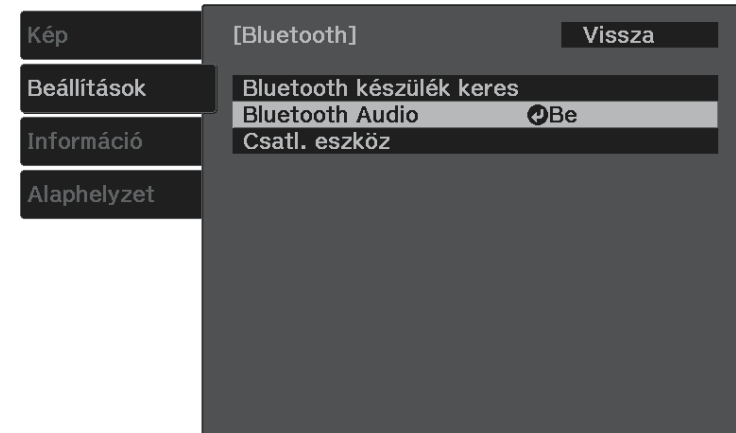 Kép
Beállítások
Információ
Alaphelyzet
[Bluetooth]
Vissza
Bluetooth készülék keres
Bluetooth Audio Be
Csatl. eszköz